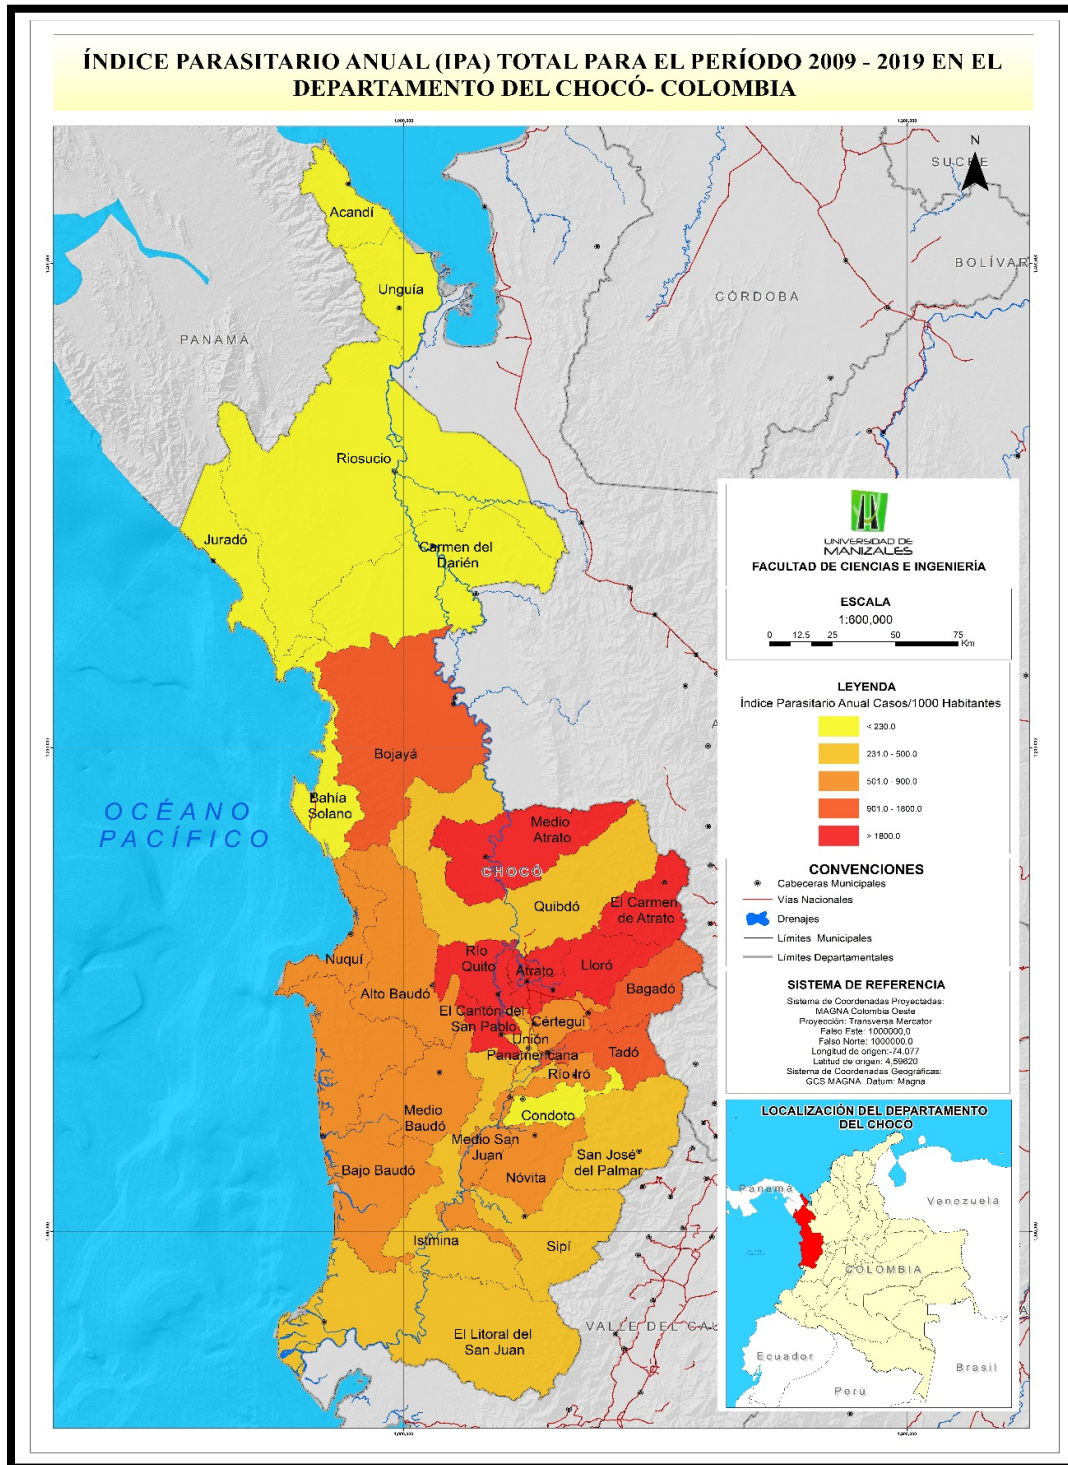 ÍNDICE PARASITARIO ANUAL (IPA) TOTAL PARA EL PERÍODO 2009 - 2019 EN EL
DEPARTAMENTO DEL CHOCÓ- COLOMBIA
1,000,000
N
SUCRE
Acandí
BOLÍVAR
Unguía
CÓRDOBA
PANAMÁ
Riosucio
Juradó
Carmen del
Darién
Bojayá
Bahía
Solano
OCÉANO
PACÍFICO
Medio
Atrato
CHOCÓ
Quibdó
El Carmen
de Atrato
Río
Quito
Nuquí
Atrato
Lloró
Alto Baudó
Bagadó
El Cantón del
San Pablo
Cértegui
Unión
Panamericana
Tadó
Río Iró
Condoto
Medio
Baudó
Medio San
Juan
San José
del Palmar
Bajo Baudó
Nóvita
Istmina
Sipí
El Litoral del
San Juan
VALLE DEL CAU
UNIVERSIDAD DE
MANIZALES
FACULTAD DE CIENCIAS E INGENIERÍA
ESCALA
1:600,000
0 12.5 25 50 75
Km
LEYENDA
Índice Parasitario Anual Casos/1000 Habitantes
< 230.0
231.0 - 500.0
501.0 - 900.0
901.0 - 1800.0
> 1800.0
CONVENCIONES
Cabeceras Municipales
Vías Nacionales
Drenajes
Límites Municipales
Límites Departamentales
SISTEMA DE REFERENCIA
Sistema de Coordenadas Proyectadas:
MAGNA Colombia Oeste
Proyección: Transversa Mercator
Falso Este: 1000000,0
Falso Norte: 1000000.0
Longitud de origen:-74,077
Latitud de origen: 4,59620
Sistema de Coordenadas Geográficas:
GCS MAGNA. Datum: Magna
LOCALIZACIÓN DEL DEPARTAMENTO
DEL CHOCÓ
Panamá
Venezuela
COLOMBIA
Ecuador
Brasil
Perú